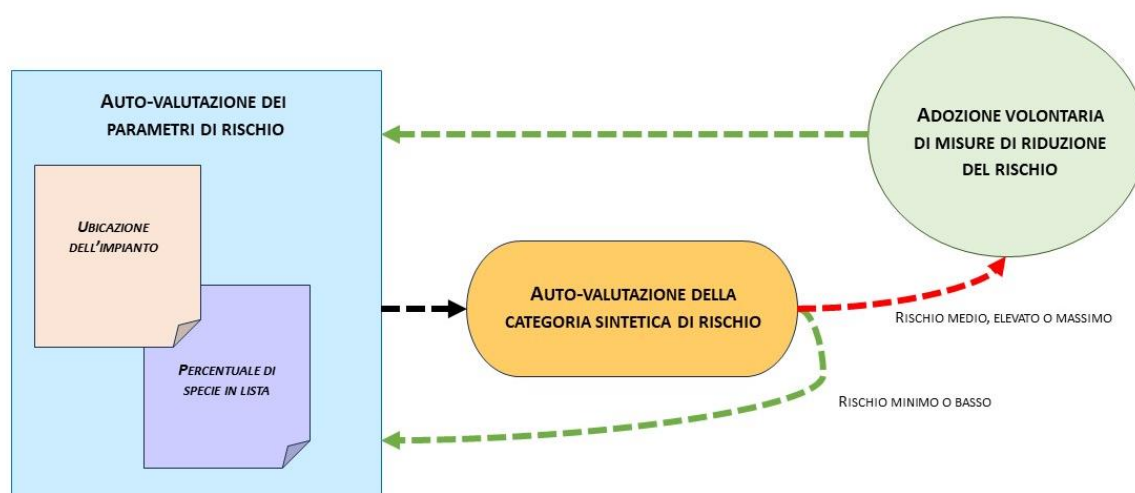 AUTO-VALUTAZIONE DEI
PARAMETRI DI RISCHIO
UBICAZIONE
DELL'IMPIANTO
PERCENTUALE DI
SPECIE IN LISTA
AUTO-VALUTAZIONE DELLA
CATEGORIA SINTETICA DI RISCHIO
ADOZIONE VOLONTARIA
DI MISURE DI RIDUZIONE
DEL RISCHIO
RISCHIO MEDIO, ELEVATO O MASSIMO
RISCHIO MINIMO O BASSO